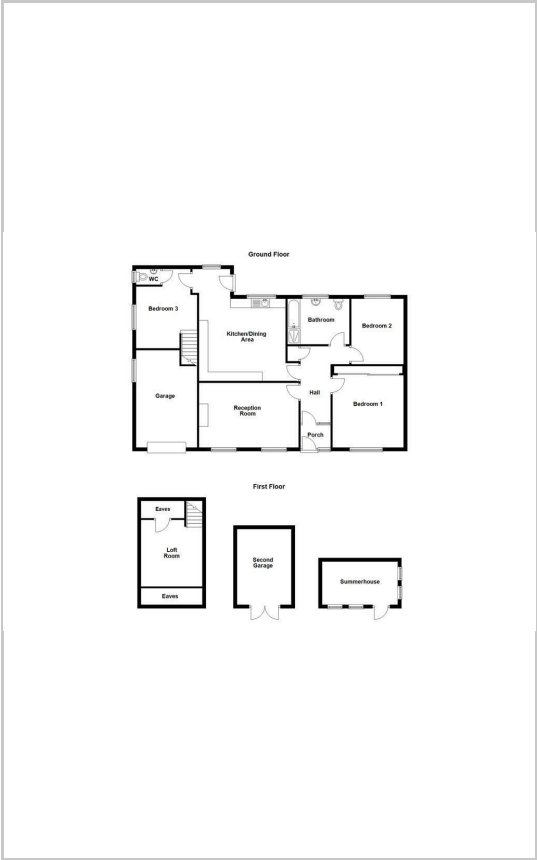 Ground Floor
WC
Bedroom 3
Kitchen/Dining
Area
Bathroom
Bedroom 2
Garage
Reception
Room
Hall
Bedroom 1
Porch
First Floor
Eaves
Loft
Room
Eaves
Second
Garage
Summerhouse